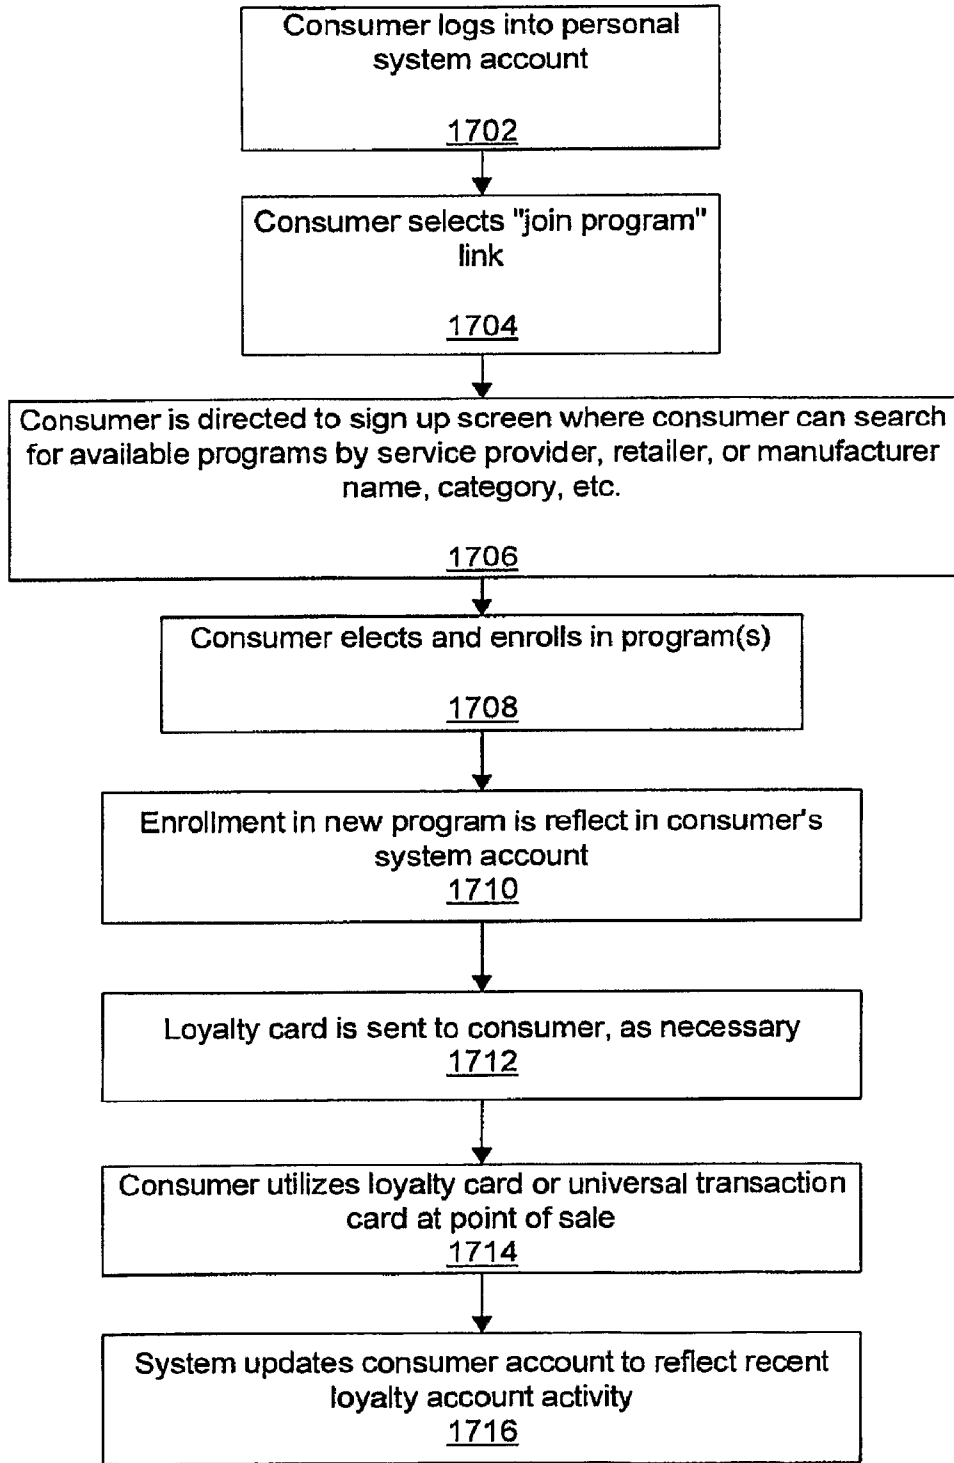 Consumer logs into personal
system account
1702
Consumer selects "join program"
link
1704
Consumer is directed to sign up screen where consumer can search
for available programs by service provider, retailer, or manufacturer
name, category, etc.
1706
Consumer elects and enrolls in program(s)
1708
Enrollment in new program is reflect in consumer's
system account
1710
Loyalty card is sent to consumer, as necessary
1712
Consumer utilizes loyalty card or universal transaction
card at point of sale
1714
System updates consumer account to reflect recent
loyalty account activity
1716